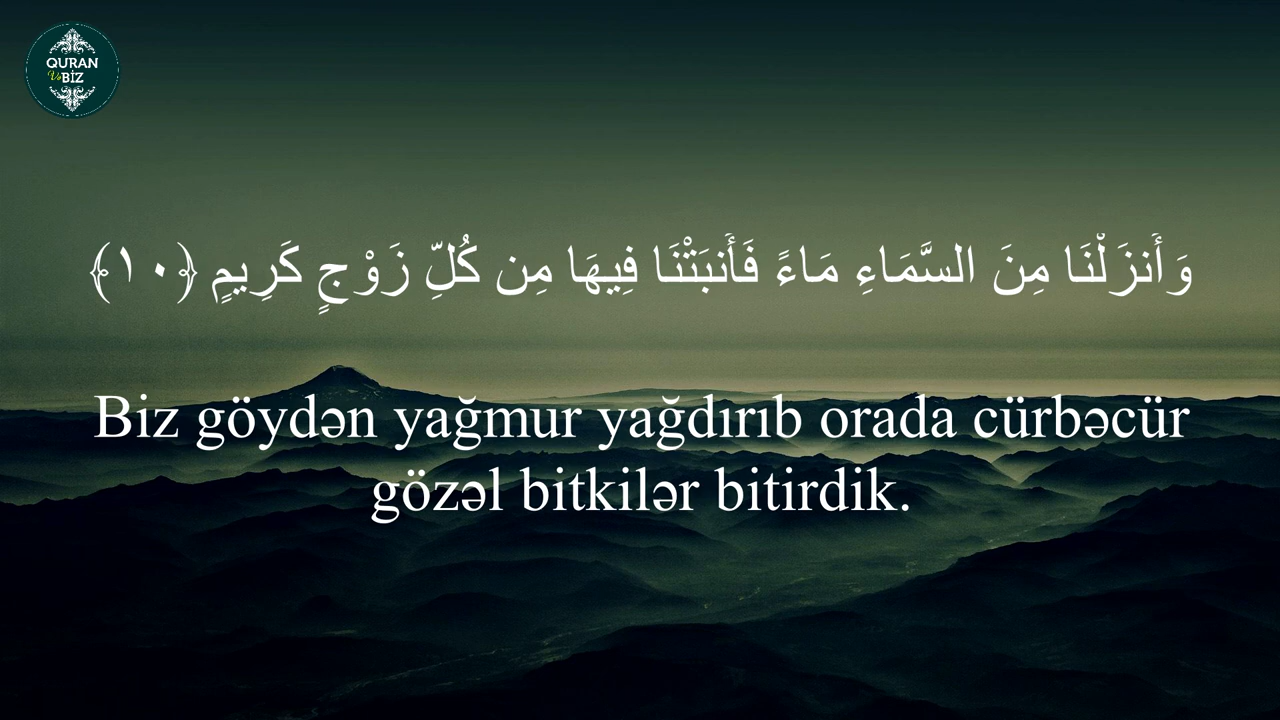 QURAN
Və BİZ
وَأَنزَلْنَا مِنَ السَّمَاءِ مَاءً فَأَنبَتْنَا فِيهَا مِن كُلِّ زَوْجٍ كَرِيمٍ ﴿١٠﴾
Biz göydən yağmur yağdırıb orada cürbəcür
gözəl bitkilər bitirdik.